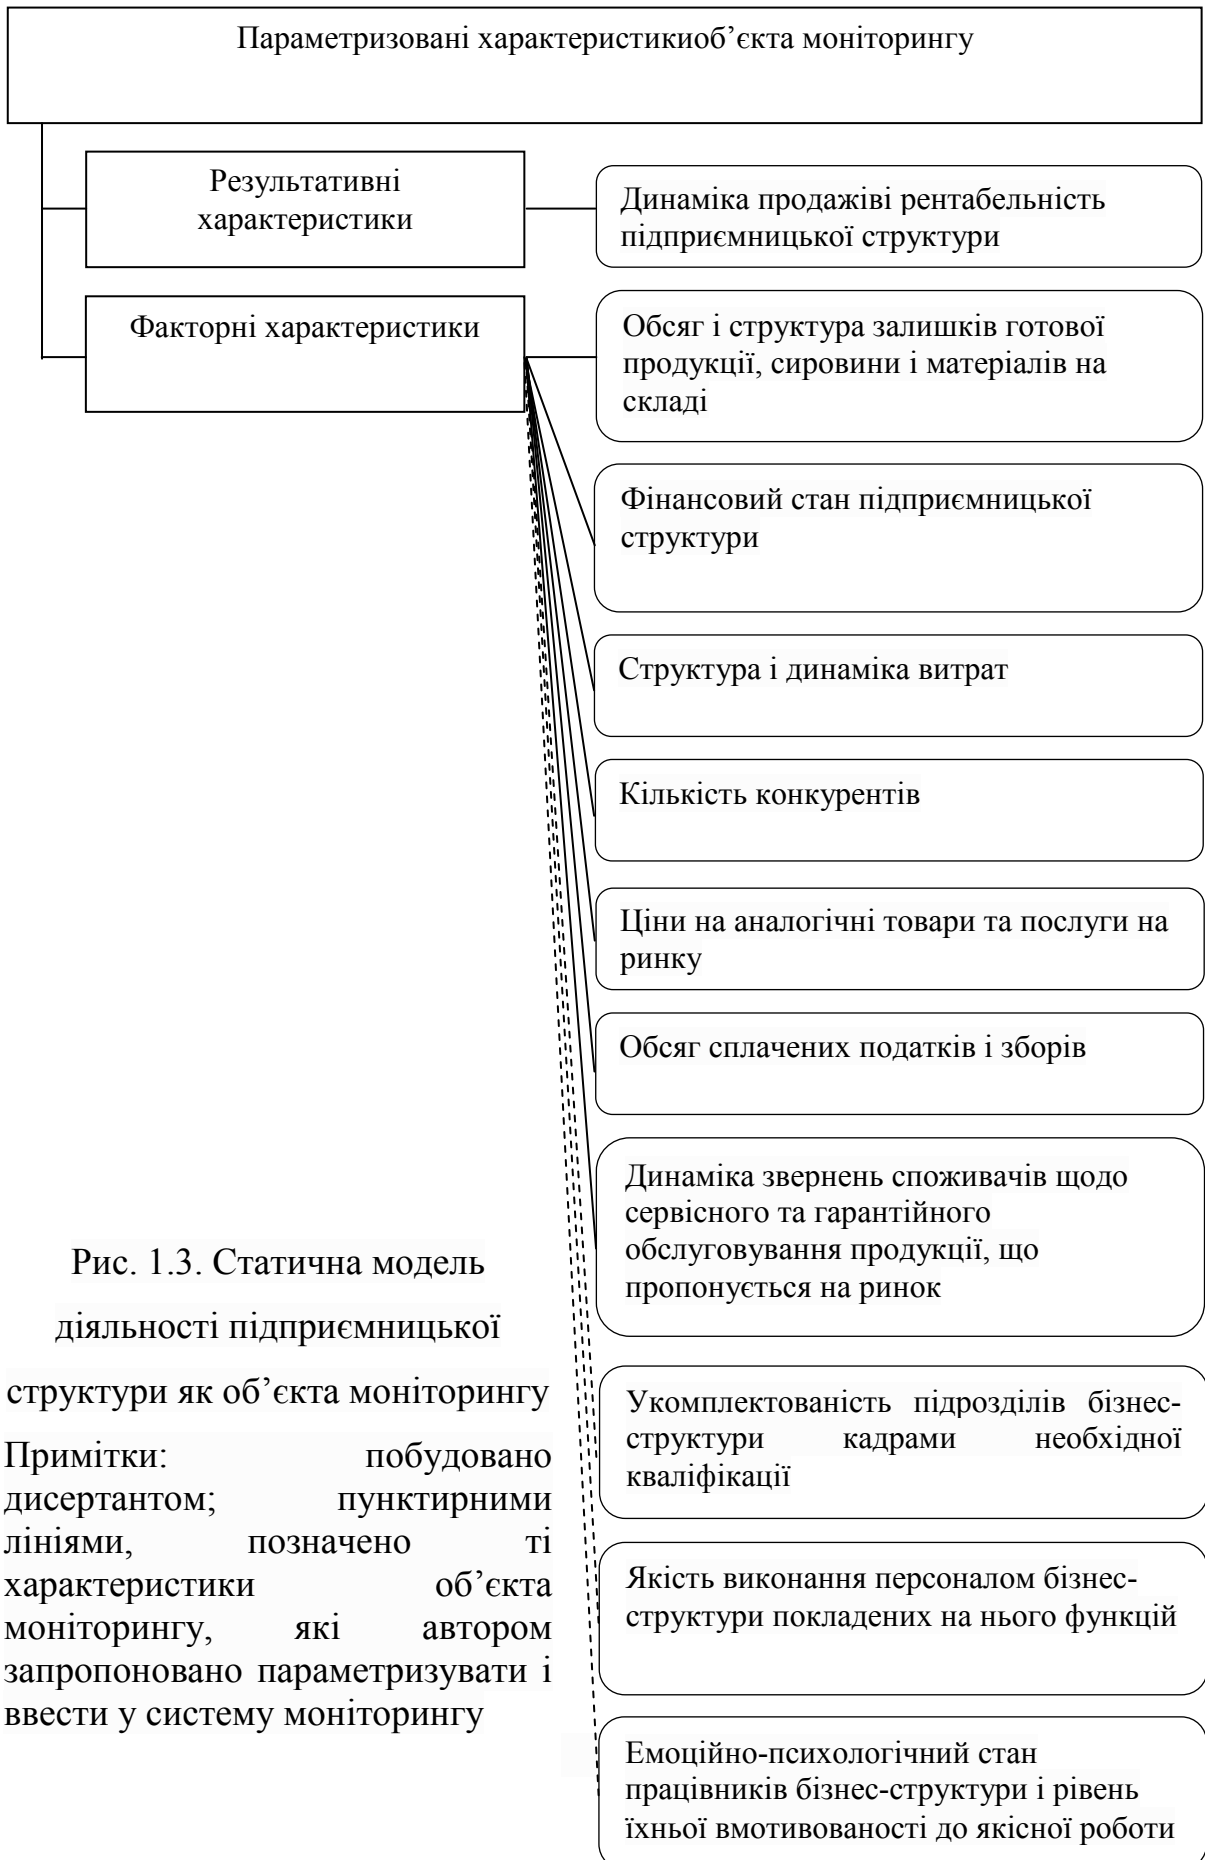 Параметризовані характеристикиоб’єкта моніторингу
Результативні
характеристики
Динаміка продажіві рентабельність
підприємницької структури
Факторні характеристики
Обсяг і структура залишків готової
продукції, сировини і матеріалів на
складі
Фінансовий стан підприємницької
структури
Структура і динаміка витрат
Кількість конкурентів
Ціни на аналогічні товари та послуги на
ринку
Обсяг сплачених податків і зборів
Динаміка звернень споживачів щодо
сервісного та гарантійного
обслуговування продукції, що
пропонується на ринок
Укомплектованість підрозділів бізнес-
структури кадрами необхідної
кваліфікації
Якість виконання персоналом бізнес-
структури покладених на нього функцій
Емоційно-психологічний стан
працівників бізнес-структури і рівень
їхньої вмотивованості до якісної роботи
Рис. 1.3. Статична модель
діяльності підприємницької
структури як об’єкта моніторингу
Примітки: побудовано
дисертантом; пунктирними
лініями, позначено ті
характеристики об’єкта
моніторингу, які автором
запропоновано параметризувати і
ввести у систему моніторингу